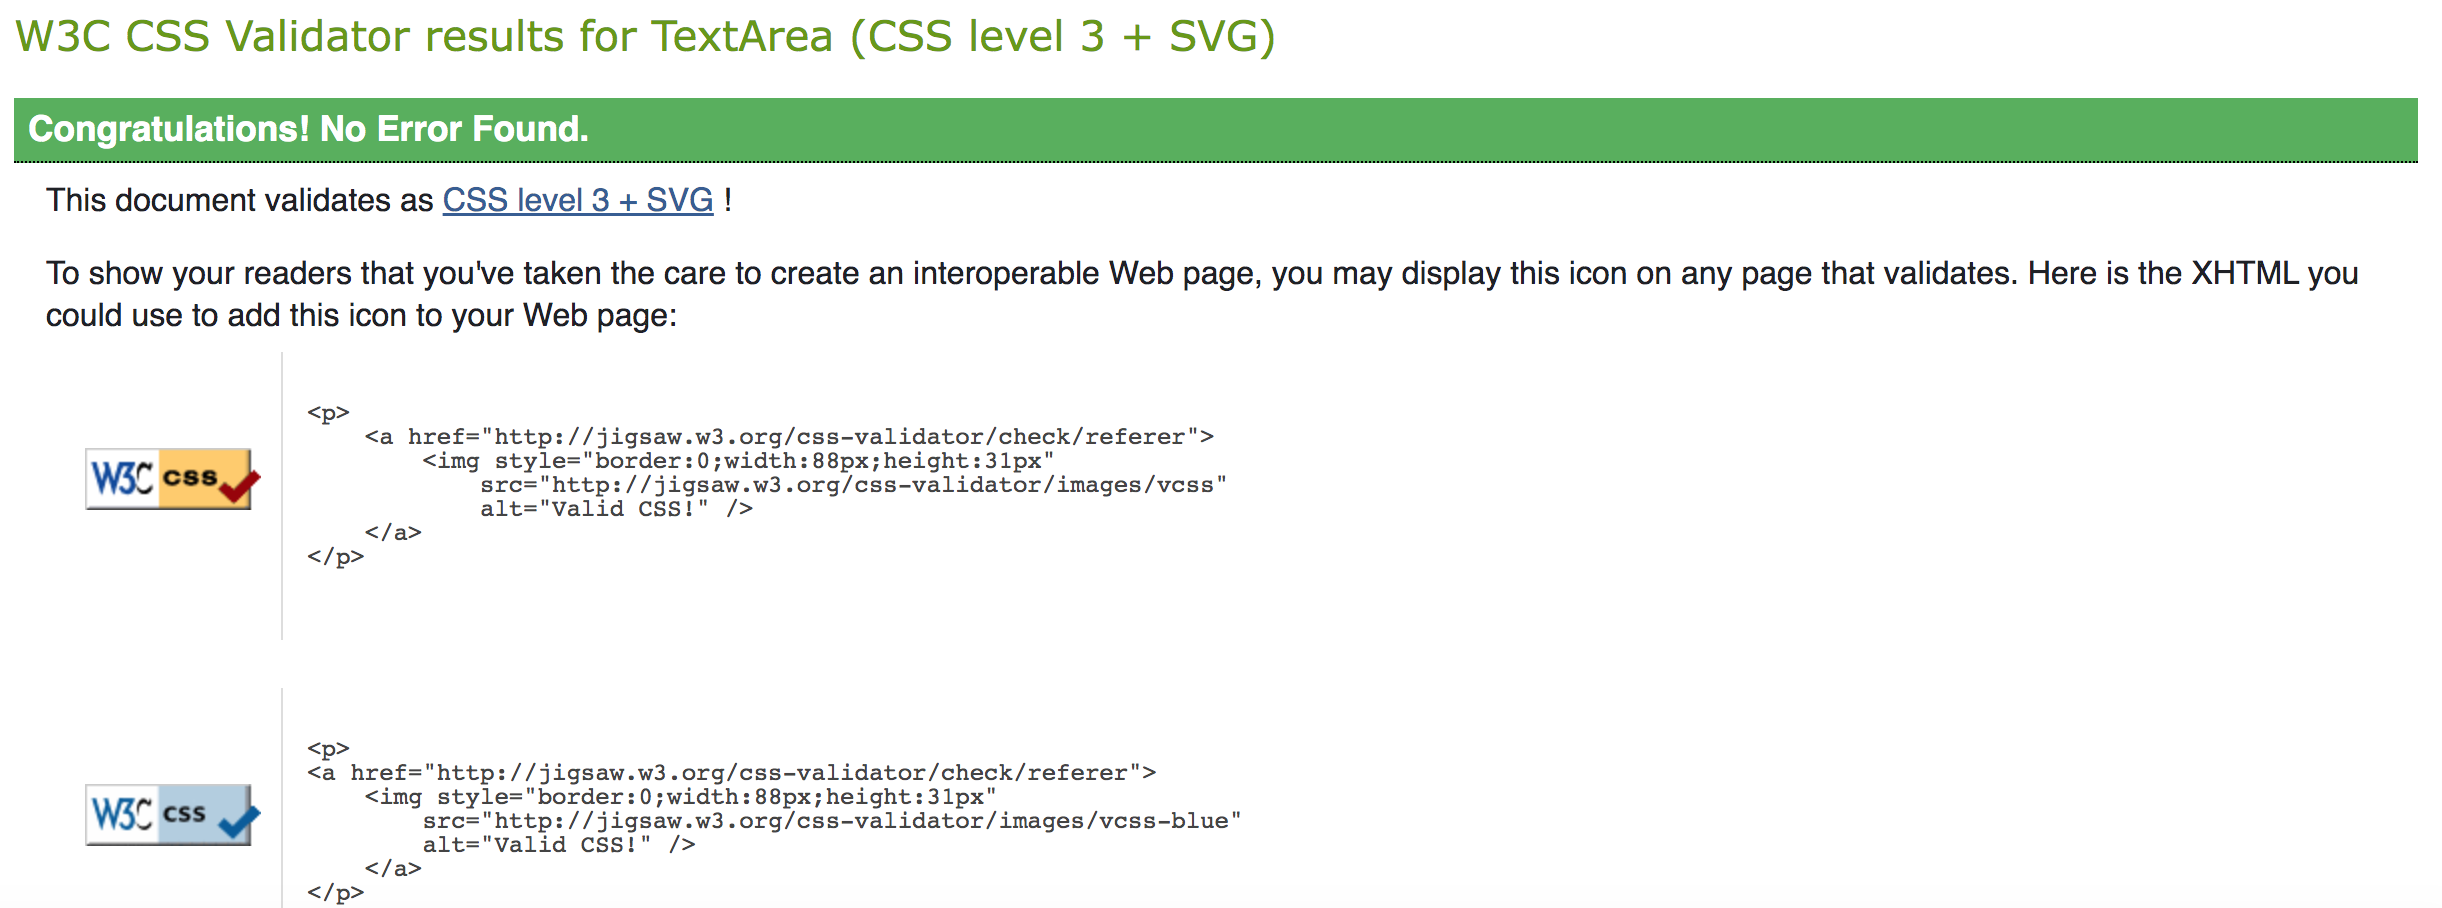 W3C CSS Validator results for TextArea (CSS level 3 + SVG)
Congratulations! No Error Found.
This document validates as CSS level 3 + SVG !
To show your readers that you've taken the care to create an interoperable Web page, you may display this icon on any page that validates. Here is the XHTML you
could use to add this icon to your Web page:
W3C css
<p>
    <a href="http://jigsaw.w3.org/css-validator/check/referer">
        <img style="border:0;width:88px;height:31px"
            src="http://jigsaw.w3.org/css-validator/images/vcss"
            alt="Valid CSS!" />
    </a>
</p>
W3C css
<p>
<a href="http://jigsaw.w3.org/css-validator/check/referer">
    <img style="border:0;width:88px;height:31px"
        src="http://jigsaw.w3.org/css-validator/images/vcss-blue"
        alt="Valid CSS!" />
    </a>
</p>